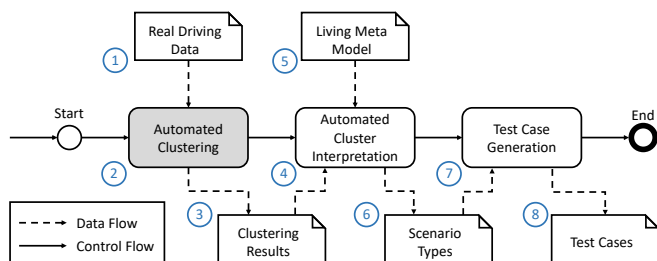 Real Driving
Data
1
Living Meta
Model
5
Start
Automated
Clustering
2
Automated
Cluster
Interpretation
4
Test Case
Generation
7
End
3
Clustering
Results
6
Scenario
Types
8
Test Cases
Data Flow
Control Flow